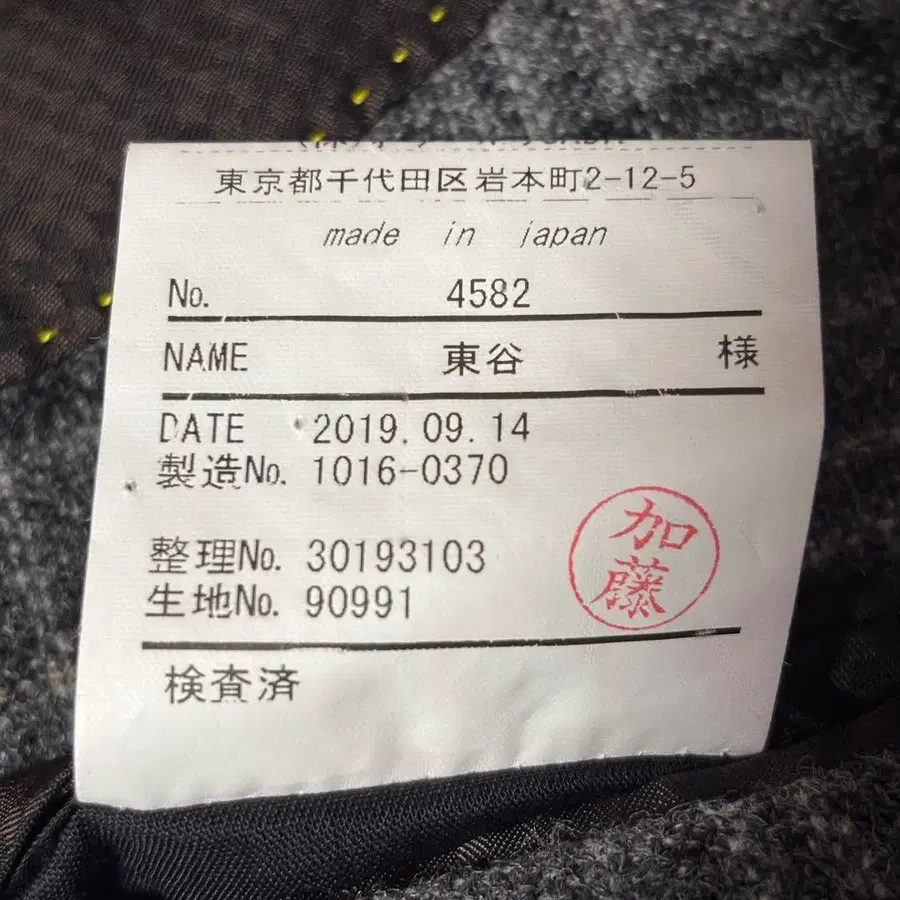 東京都千代田区岩本町2-12-5
made in japan
No. 4582
NAME 東谷 様
DATE 2019.09.14
製造No. 1016-0370
整理No. 30193103
生地No. 90991
加藤
検査済